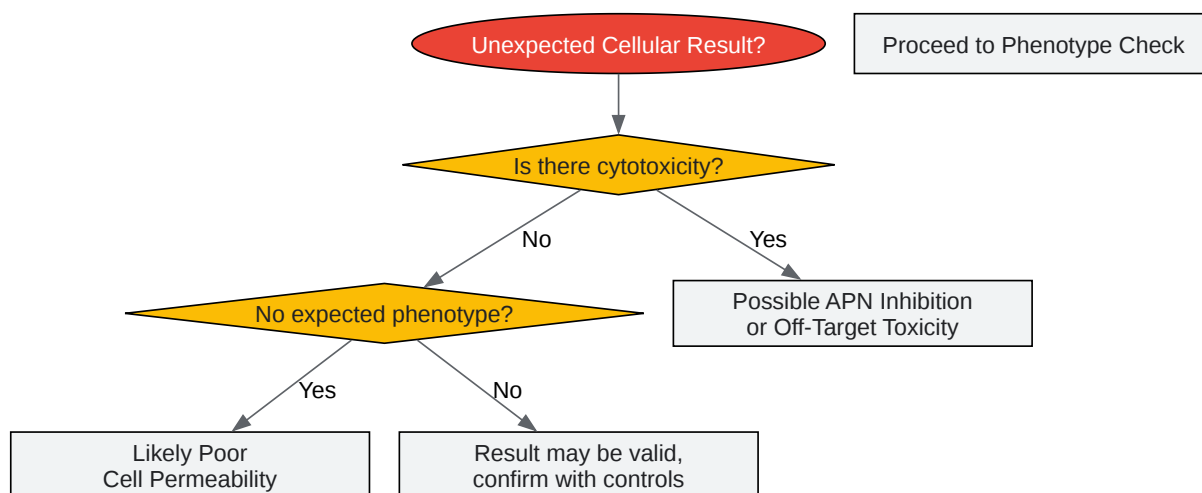 Unexpected Cellular Result?
Proceed to Phenotype Check
Is there cytotoxicity?
No
Yes
No expected phenotype?
Possible APN Inhibition
or Off-Target Toxicity
Yes
No
Likely Poor
Cell Permeability
Result may be valid,
confirm with controls